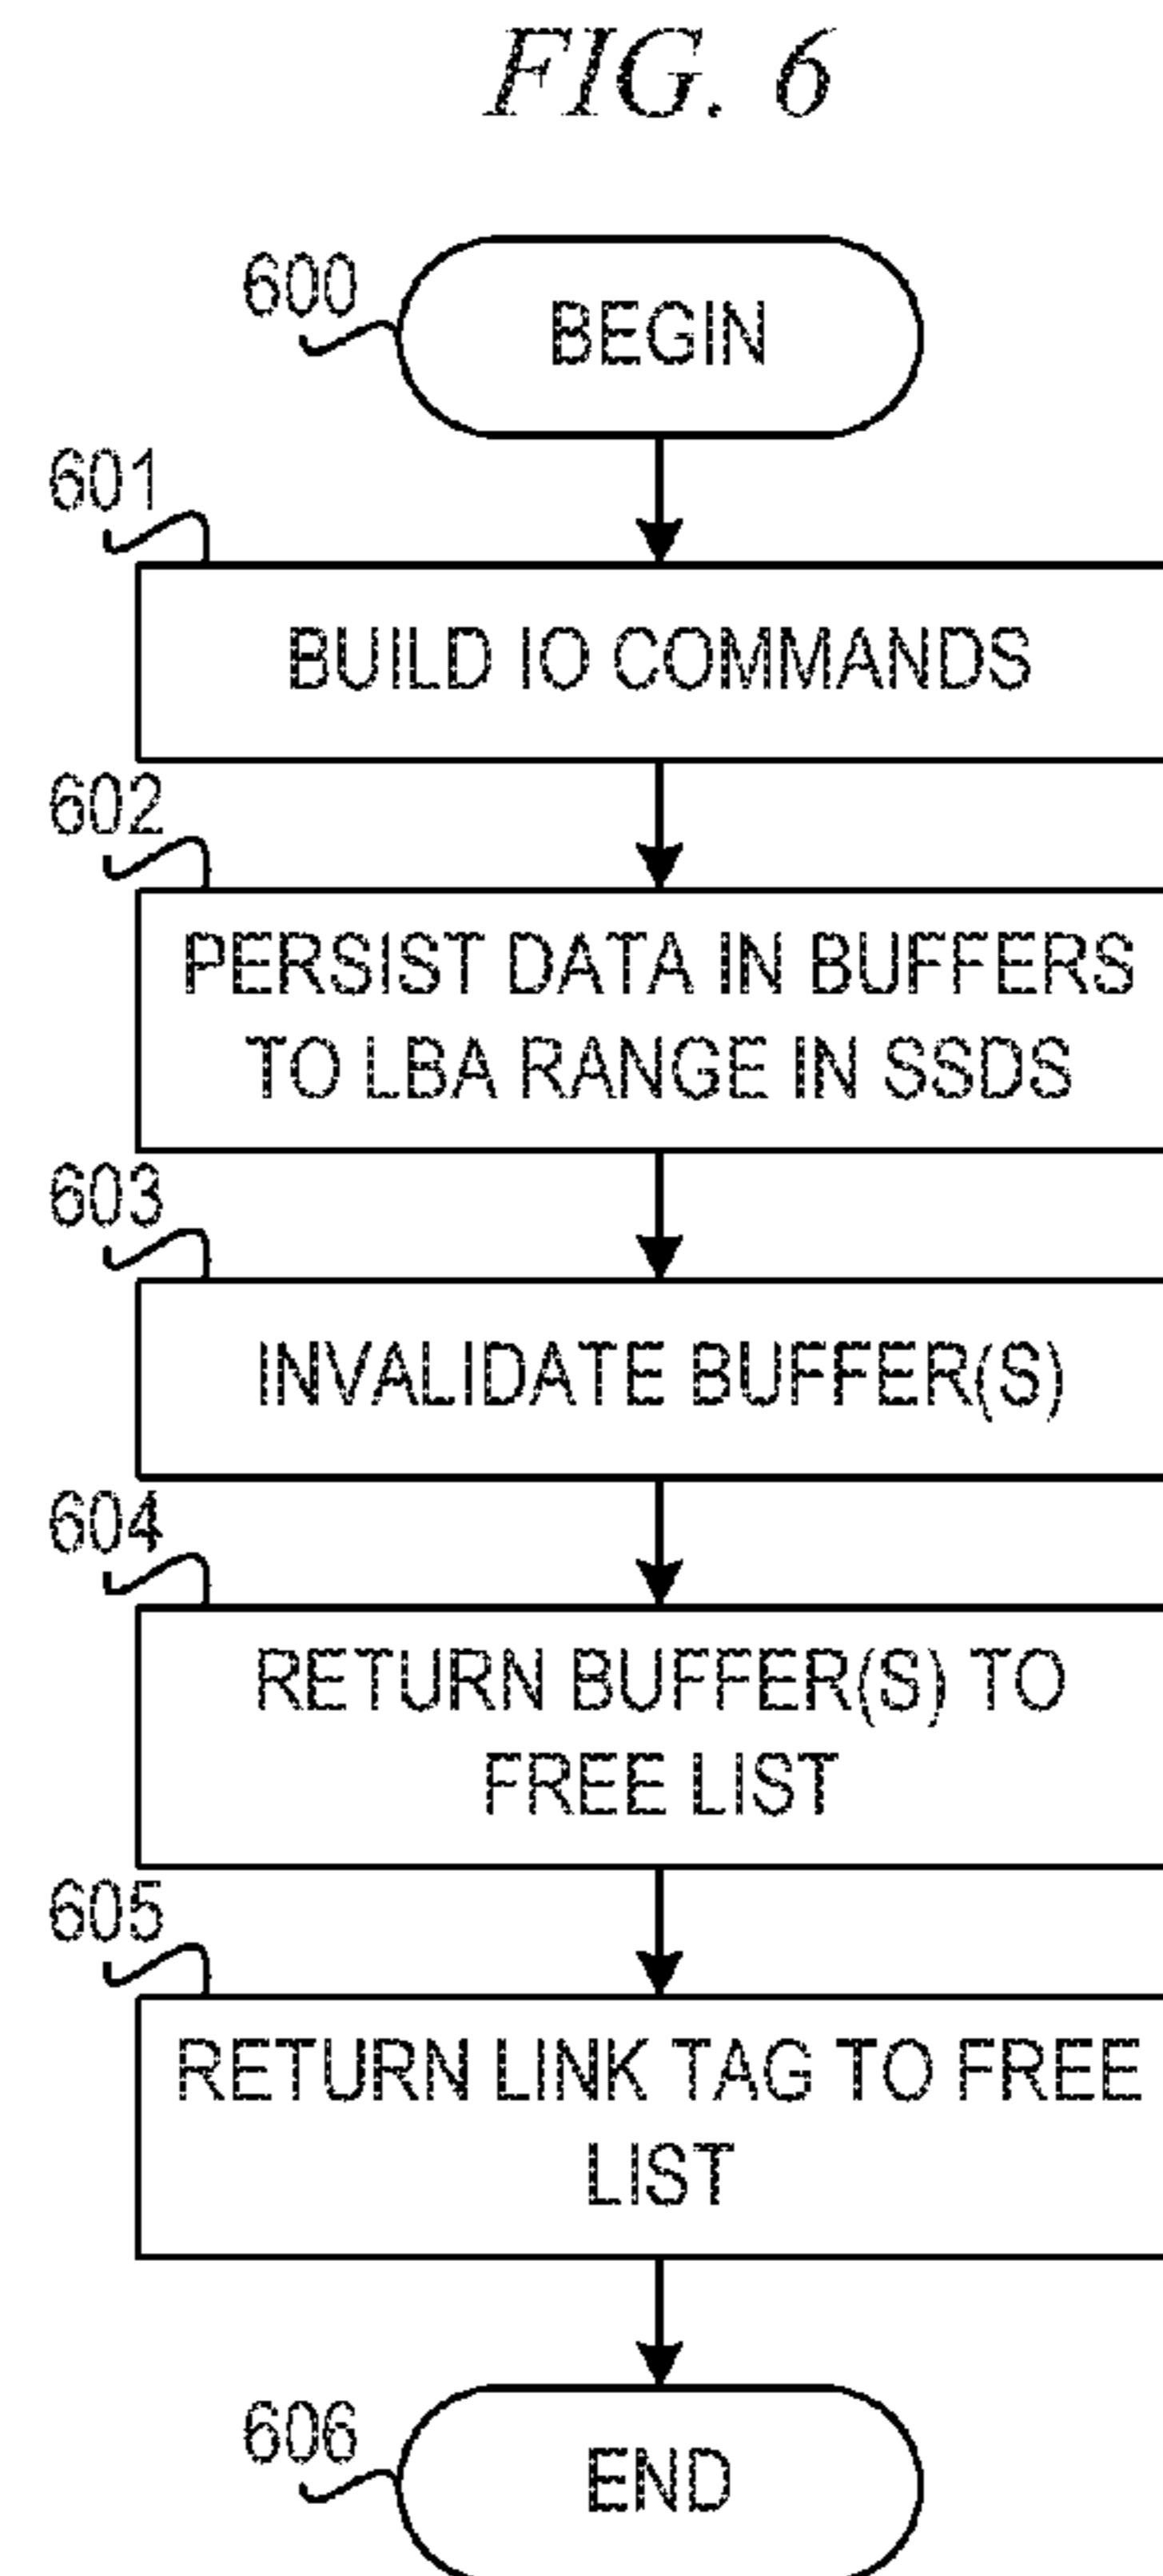 FIG. 6
600
BEGIN
601
BUILD IO COMMANDS
602
PERSIST DATA IN BUFFERS
TO LBA RANGE IN SSDS
603
INVALIDATE BUFFER(S)
604
RETURN BUFFER(S) TO
FREE LIST
605
RETURN LINK TAG TO FREE
LIST
606
END